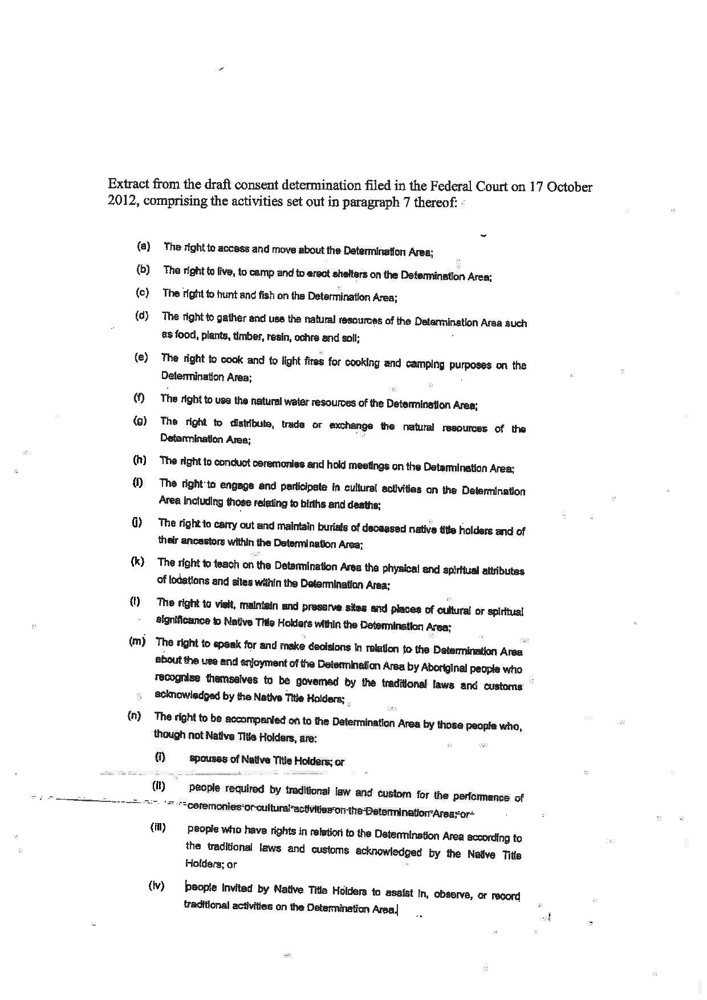 Extract from the draft consent determination filed in the Federal Court on 17 October
2012, comprising the activities set out in paragraph 7 thereof:
(a) The right to access and move about the Determination Area;
(b) The right to live, to camp and to erect shelters on the Determination Area;
(c) The right to hunt and fish on the Determination Area;
(d) The right to gather and use the natural resources of the Determination Area such
as food, plants, timber, resin, ochre and soil;
(e) The right to cook and to light fires for cooking and camping purposes on the
Determination Area;
(f) The right to use the natural water resources of the Determination Area;
(g) The right to distribute, trade or exchange the natural resources of the
Determination Area;
(h) The right to conduct ceremonies and hold meetings on the Determination Area;
(i) The right to engage and participate in cultural activities on the Determination
Area including those relating to births and deaths;
(j) The right to carry out and maintain burials of deceased native title holders and of
their ancestors within the Determination Area;
(k) The right to teach on the Determination Area the physical and spiritual attributes
of locations and sites within the Determination Area;
(l) The right to visit, maintain and preserve sites and places of cultural or spiritual
significance to Native Title Holders within the Determination Area;
(m) The right to speak for and make decisions in relation to the Determination Area
about the use and enjoyment of the Determination Area by Aboriginal people who
recognise themselves to be governed by the traditional laws and customs
acknowledged by the Native Title Holders;
(n) The right to be accompanied on to the Determination Area by those people who,
though not Native Title Holders, are:
(i) spouses of Native Title Holders; or
(ii) people required by traditional law and custom for the performance of
ceremonies or cultural activities on the Determination Area; or
(iii) people who have rights in relation to the Determination Area according to
the traditional laws and customs acknowledged by the Native Title
Holders; or
(iv) people invited by Native Title Holders to assist in, observe, or record
traditional activities on the Determination Area.